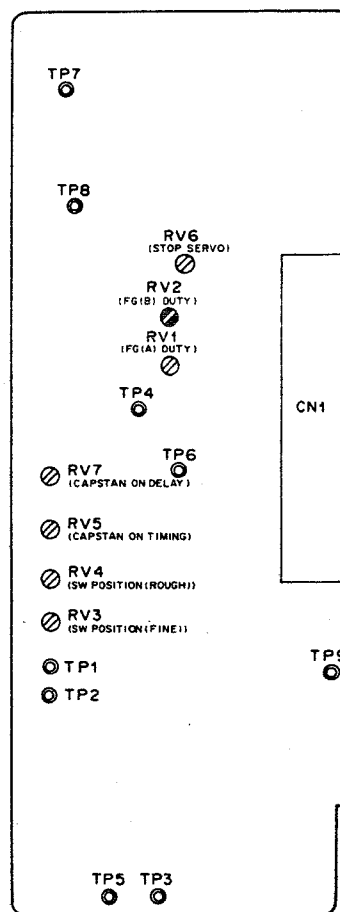 TP7
TP8
RV6
(STOP SERVO)
RV2
(FG(B) DUTY)
RV1
(FG(A) DUTY)
TP4
CN1
TP6
RV7
(CAPSTAN ON DELAY)
RV5
(CAPSTAN ON TIMING)
RV4
(SW POSITION(ROUGH))
RV3
(SW POSITION(FINE))
TP1
TP9
TP2
TP5 TP3